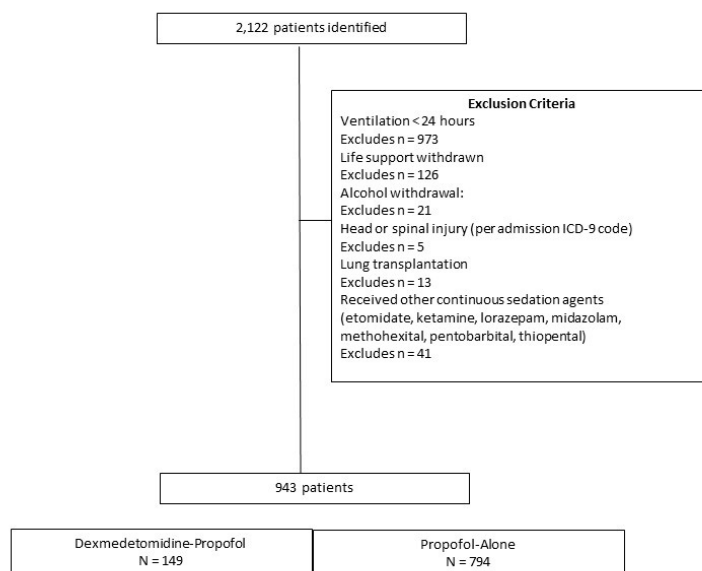 2,122 patients identified
Exclusion Criteria
Ventilation <24 hours
Excludes n = 973
Life support withdrawn
Excludes n = 126
Alcohol withdrawal:
Excludes n = 21
Head or spinal injury (per admission ICD-9 code)
Excludes n = 5
Lung transplantation
Excludes n = 13
Received other continuous sedation agents
(etomidate, ketamine, lorazepam, midazolam,
methohexital, pentobarbital, thiopental)
Excludes n = 41
943 patients
Dexmedetomidine-Propofol
N = 149
Propofol-Alone
N = 794